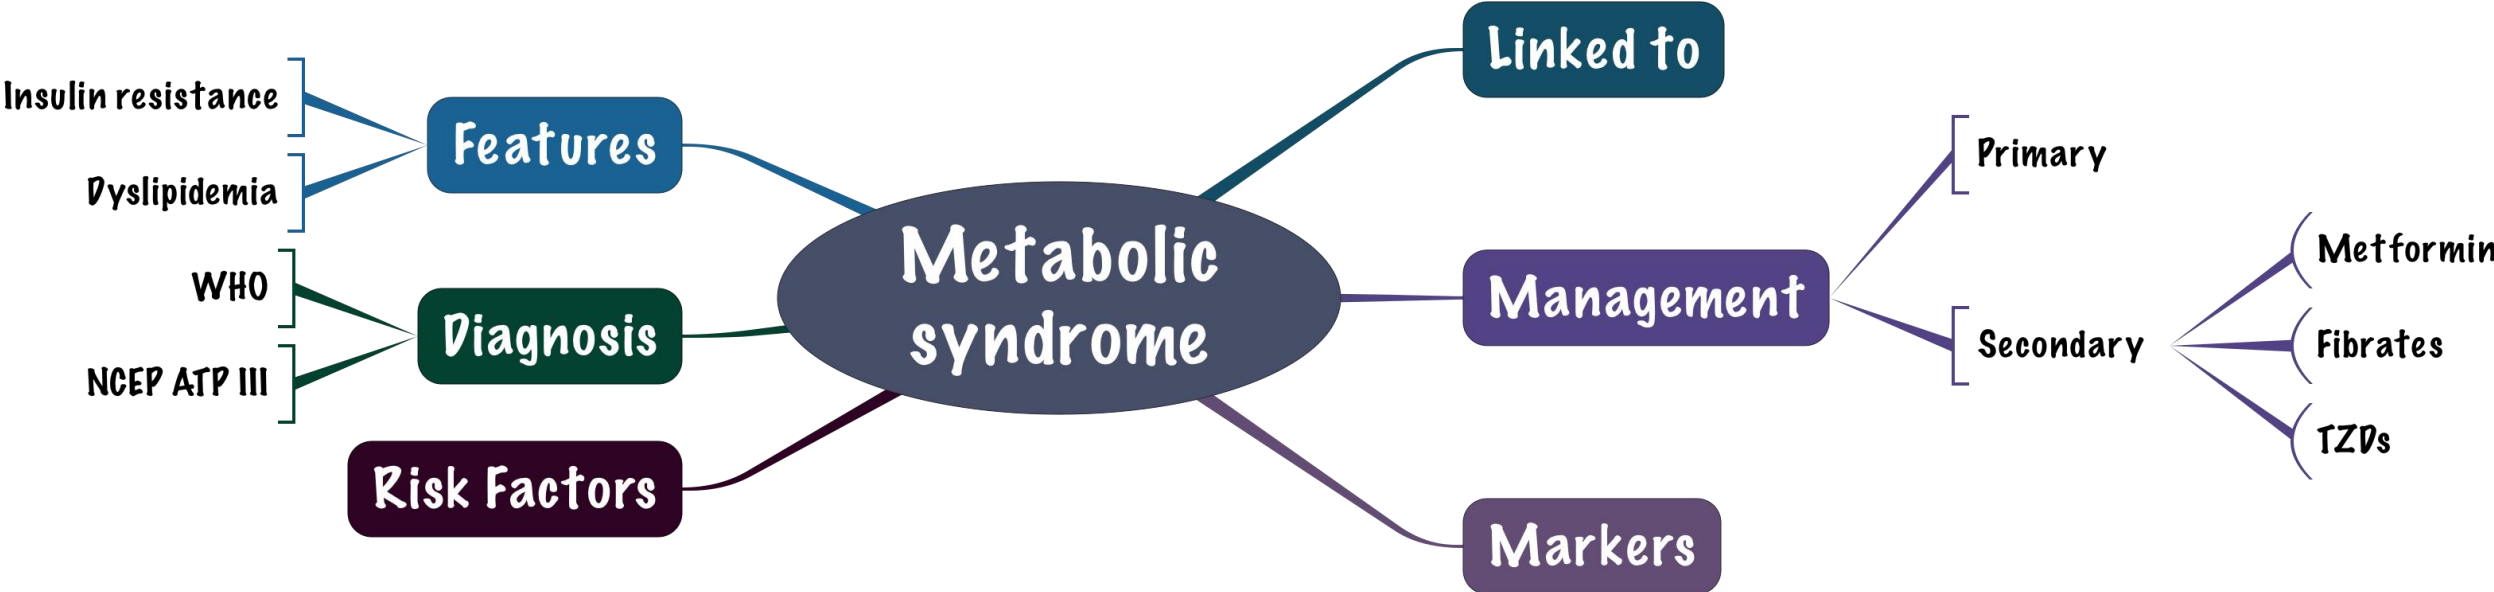 Linked to
Insulin resistance
Features
Dyslipidemia
Primary
Metabolic
syndrome
WHO
Diagnosis
NCEP ATP III
Management
Metformin
Secondary
Fibrates
TZDs
Risk Factors
Markers